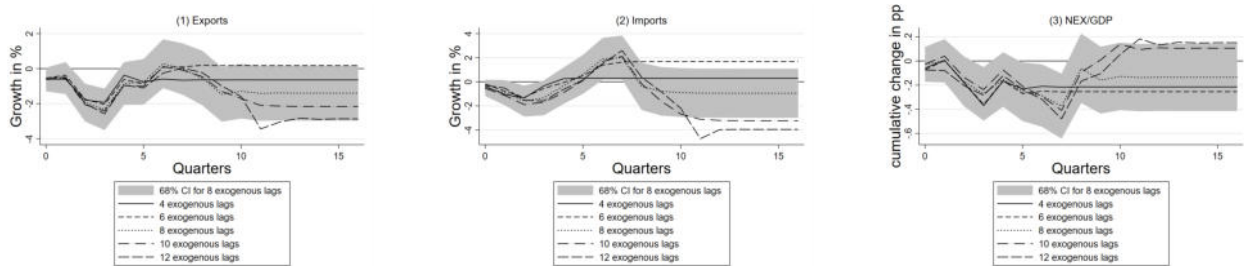 (1) Exports
Growth in %
2
0
-2
-4
0
5
10
15
Quarters
68% CI for 8 exogenous lags
4 exogenous lags
6 exogenous lags
8 exogenous lags
10 exogenous lags
12 exogenous lags
(2) Imports
Growth in %
4
2
0
-2
-4
0
5
10
15
Quarters
68% CI for 8 exogenous lags
4 exogenous lags
6 exogenous lags
8 exogenous lags
10 exogenous lags
12 exogenous lags
(3) NEX/GDP
cumulative change in pp
.2
0
-.2
-.4
-.6
0
5
10
15
Quarters
68% CI for 8 exogenous lags
4 exogenous lags
6 exogenous lags
8 exogenous lags
10 exogenous lags
12 exogenous lags